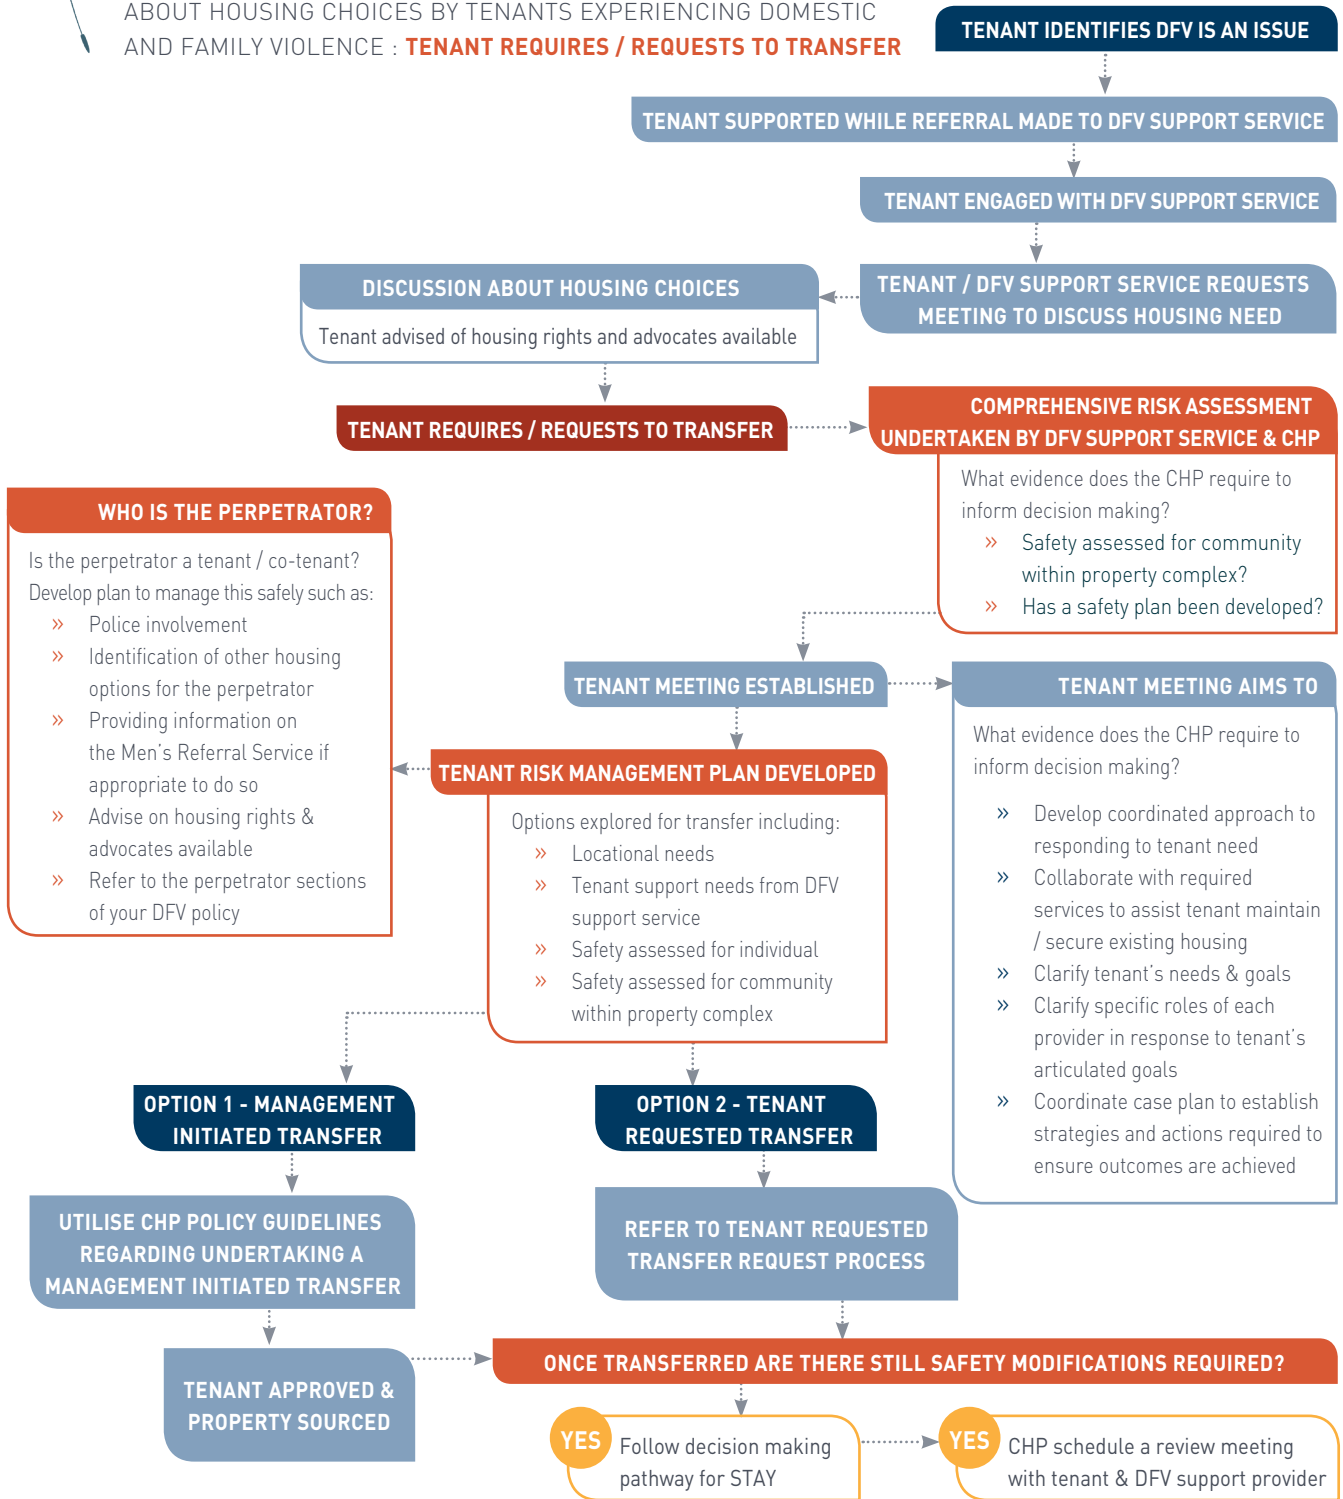 ABOUT HOUSING CHOICES BY TENANTS EXPERIENCING DOMESTIC
AND FAMILY VIOLENCE : TENANT REQUIRES / REQUESTS TO TRANSFER
TENANT IDENTIFIES DFV IS AN ISSUE
TENANT SUPPORTED WHILE REFERRAL MADE TO DFV SUPPORT SERVICE
TENANT ENGAGED WITH DFV SUPPORT SERVICE
TENANT / DFV SUPPORT SERVICE REQUESTS
MEETING TO DISCUSS HOUSING NEED
DISCUSSION ABOUT HOUSING CHOICES
Tenant advised of housing rights and advocates available
TENANT REQUIRES / REQUESTS TO TRANSFER
COMPREHENSIVE RISK ASSESSMENT
UNDERTAKEN BY DFV SUPPORT SERVICE & CHP
What evidence does the CHP require to
inform decision making?
» Safety assessed for community
within property complex?
» Has a safety plan been developed?
TENANT MEETING ESTABLISHED
TENANT MEETING AIMS TO
What evidence does the CHP require to
inform decision making?
» Develop coordinated approach to
responding to tenant need
» Collaborate with required
services to assist tenant maintain
/ secure existing housing
» Clarify tenant's needs & goals
» Clarify specific roles of each
provider in response to tenant's
articulated goals
» Coordinate case plan to establish
strategies and actions required to
ensure outcomes are achieved
TENANT RISK MANAGEMENT PLAN DEVELOPED
Options explored for transfer including:
» Locational needs
» Tenant support needs from DFV
support service
» Safety assessed for individual
» Safety assessed for community
within property complex
WHO IS THE PERPETRATOR?
Is the perpetrator a tenant / co-tenant?
Develop plan to manage this safely such as:
» Police involvement
» Identification of other housing
options for the perpetrator
» Providing information on
the Men's Referral Service if
appropriate to do so
» Advise on housing rights &
advocates available
» Refer to the perpetrator sections
of your DFV policy
OPTION 1 - MANAGEMENT
INITIATED TRANSFER
UTILISE CHP POLICY GUIDELINES
REGARDING UNDERTAKING A
MANAGEMENT INITIATED TRANSFER
TENANT APPROVED &
PROPERTY SOURCED
OPTION 2 - TENANT
REQUESTED TRANSFER
REFER TO TENANT REQUESTED
TRANSFER REQUEST PROCESS
ONCE TRANSFERRED ARE THERE STILL SAFETY MODIFICATIONS REQUIRED?
YES
Follow decision making
pathway for STAY
YES
CHP schedule a review meeting
with tenant & DFV support provider